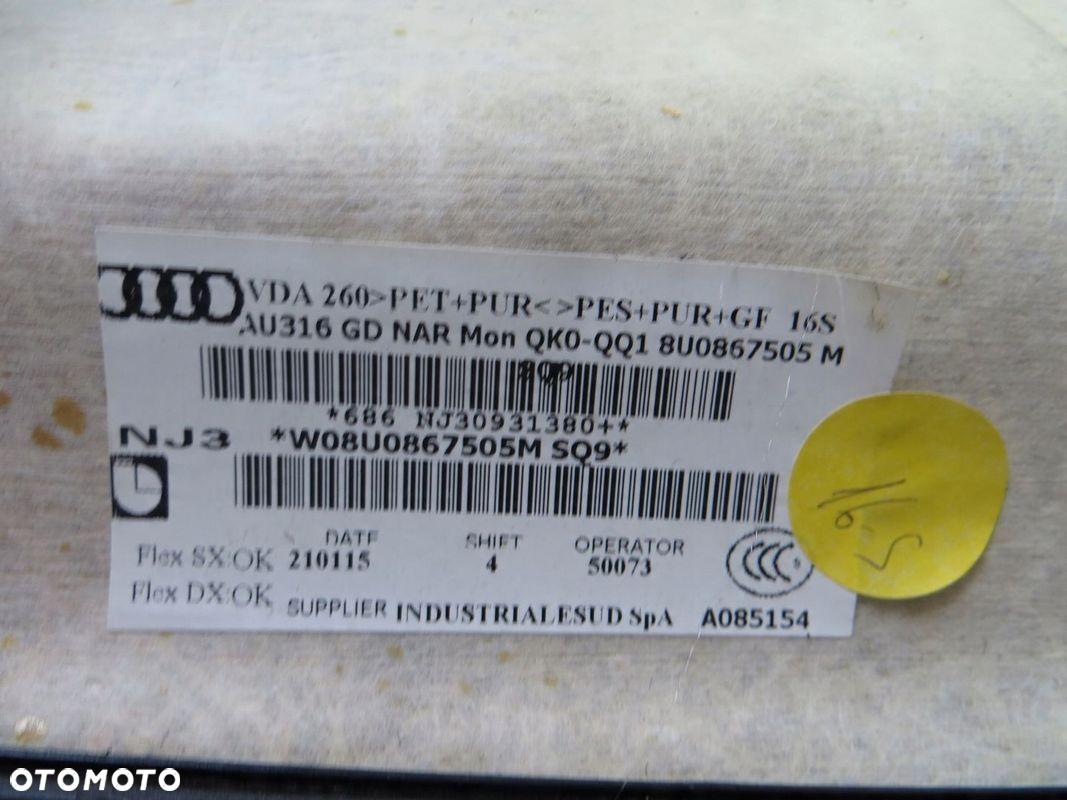 VDA 260>PET+PUR< >PES+PUR+GF 16S
AU316 GD NAR Mon QK0-QQ1 8U0867505 M
SQ9
*686 NJ30931380+*
NJ3 *W08U0867505M SQ9*
DATE SHIFT OPERATOR
Flex SX:OK 210115 4 50073
Flex DX:OK SUPPLIER INDUSTRIALESUD SpA A085154
OTOMOTO